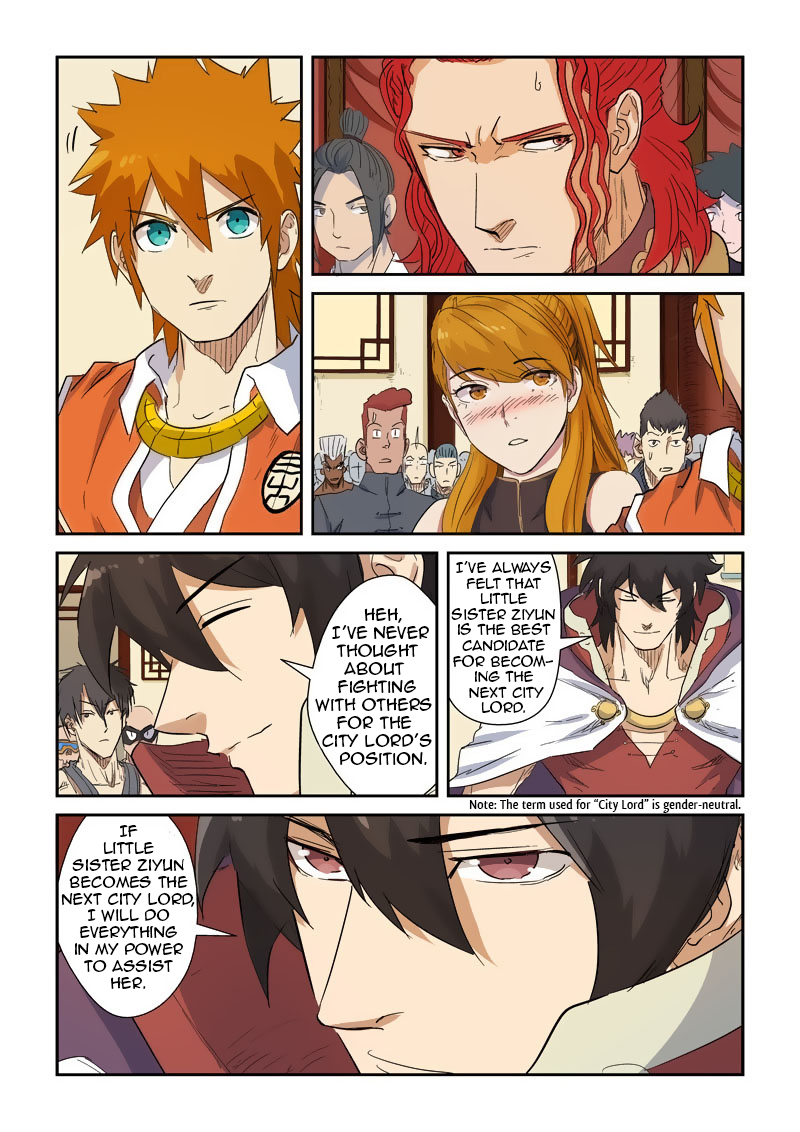 HEH,
I'VE NEVER
THOUGHT
ABOUT
FIGHTING
WITH OTHERS
FOR THE
CITY LORD'S
POSITION.
I'VE ALWAYS
FELT THAT
LITTLE
SISTER ZIYUN
IS THE BEST
CANDIDATE
FOR BECOM-
ING THE
NEXT CITY
LORD.
Note: The term used for “City Lord” is gender-neutral.
IF
LITTLE
SISTER ZIYUN
BECOMES THE
NEXT CITY LORD,
I WILL DO
EVERYTHING
IN MY POWER
TO ASSIST
HER.